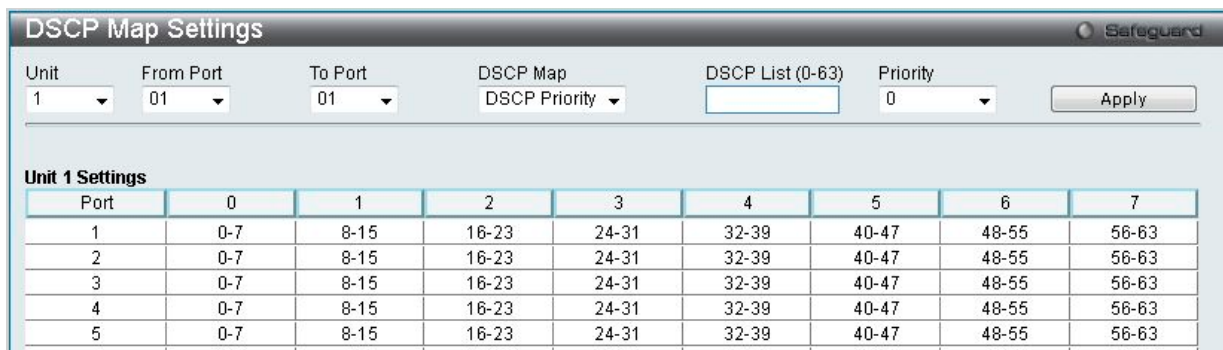 DSCP Map Settings Safeguard
Unit From Port To Port DSCP Map DSCP List (0-63) Priority
1 01 01 DSCP Priority 0 Apply
Unit 1 Settings
Port 0 1 2 3 4 5 6 7
1 0-7 8-15 16-23 24-31 32-39 40-47 48-55 56-63
2 0-7 8-15 16-23 24-31 32-39 40-47 48-55 56-63
3 0-7 8-15 16-23 24-31 32-39 40-47 48-55 56-63
4 0-7 8-15 16-23 24-31 32-39 40-47 48-55 56-63
5 0-7 8-15 16-23 24-31 32-39 40-47 48-55 56-63